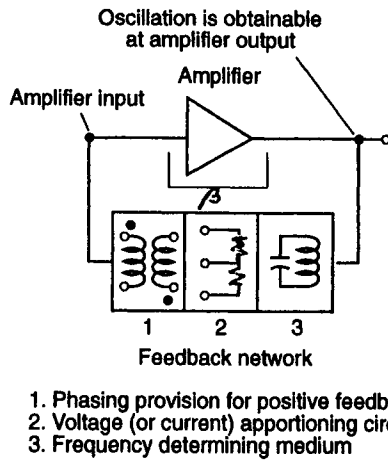 Oscillation is obtainable
at amplifier output
Amplifier
Amplifier input
β
1 2 3
Feedback network
1. Phasing provision for positive feedb
2. Voltage (or current) apportioning circ
3. Frequency determining medium